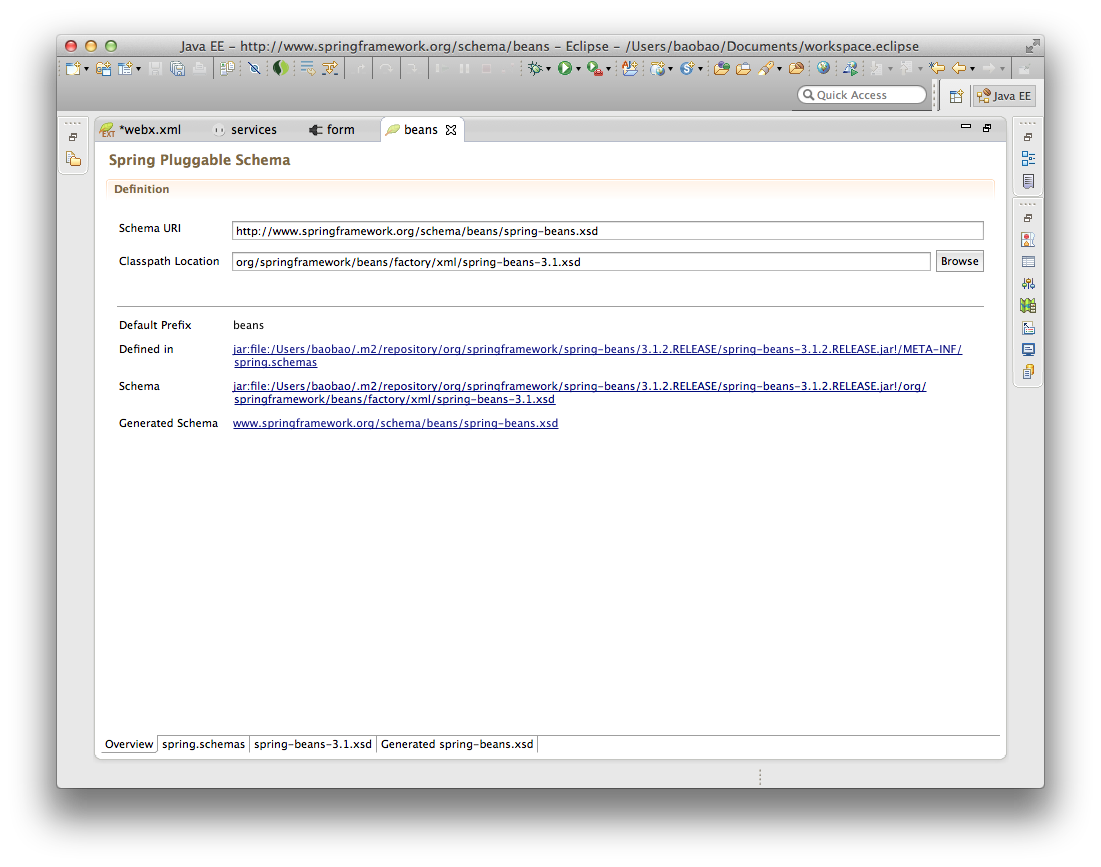 Java EE – http://www.springframework.org/schema/beans – Eclipse – /Users/baobao/Documents/workspace.eclipse
Quick Access
Java EE
EXT *webx.xml services form beans
Spring Pluggable Schema
Definition
Schema URI http://www.springframework.org/schema/beans/spring-beans.xsd
Classpath Location org/springframework/beans/factory/xml/spring-beans-3.1.xsd Browse
Default Prefix beans
Defined in jar:file:/Users/baobao/.m2/repository/org/springframework/spring-beans/3.1.2.RELEASE/spring-beans-3.1.2.RELEASE.jar!/META-INF/
spring.schemas
Schema jar:file:/Users/baobao/.m2/repository/org/springframework/spring-beans/3.1.2.RELEASE/spring-beans-3.1.2.RELEASE.jar!/org/
springframework/beans/factory/xml/spring-beans-3.1.xsd
Generated Schema www.springframework.org/schema/beans/spring-beans.xsd
Overview spring.schemas spring-beans-3.1.xsd Generated spring-beans.xsd